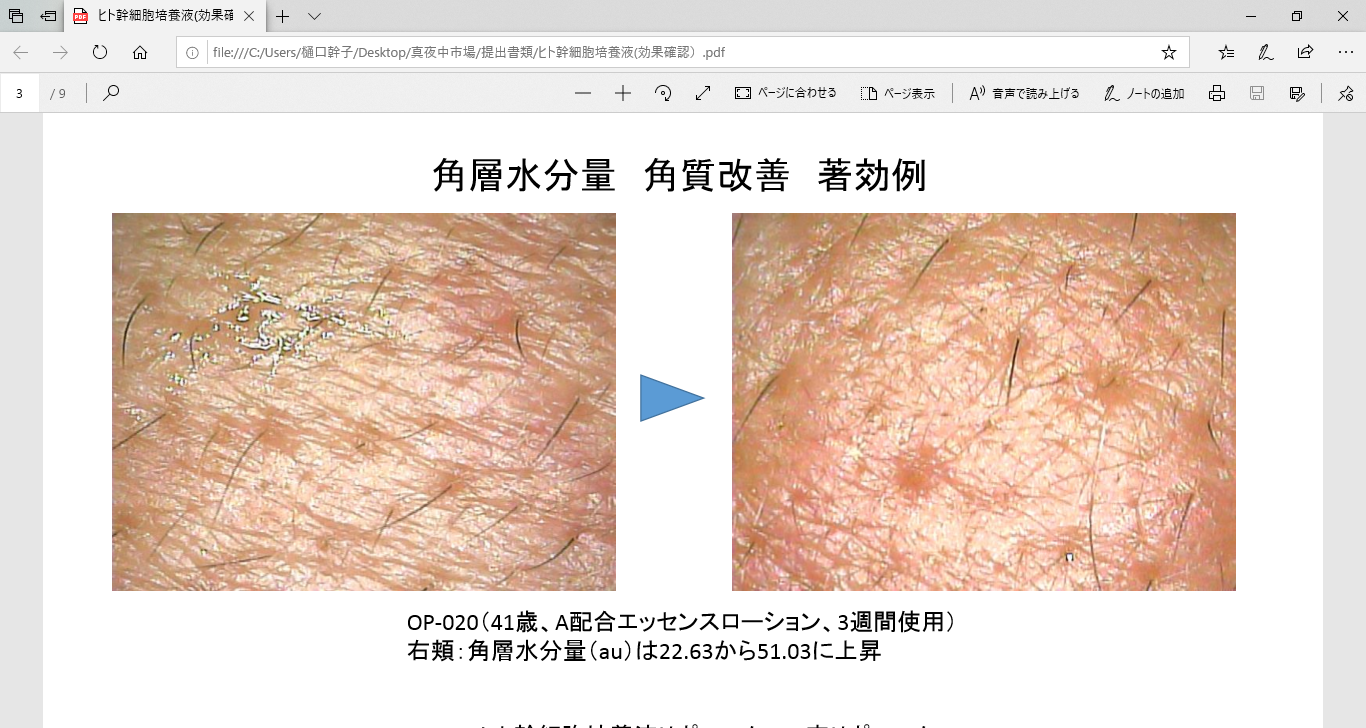 ヒト幹細胞培養液(効果確
file:///C:/Users/樋口幹子/Desktop/真夜中市場/提出書類/ヒト幹細胞培養液(効果確認）.pdf
3 / 9
ページに合わせる
ページ表示
音声で読み上げる
ノートの追加
角層水分量　角質改善　著効例
OP-020（41歳、A配合エッセンスローション、3週間使用）
右頬：角層水分量（au）は22.63から51.03に上昇